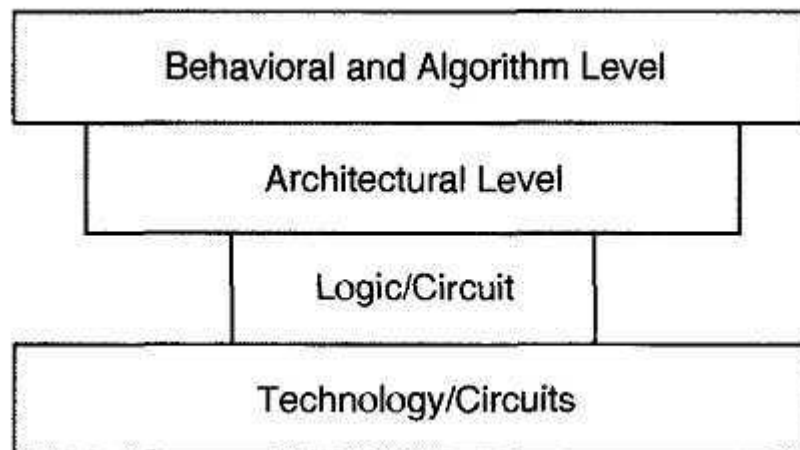 Behavioral and Algorithm Level
Architectural Level
Logic/Circuit
Technology/Circuits